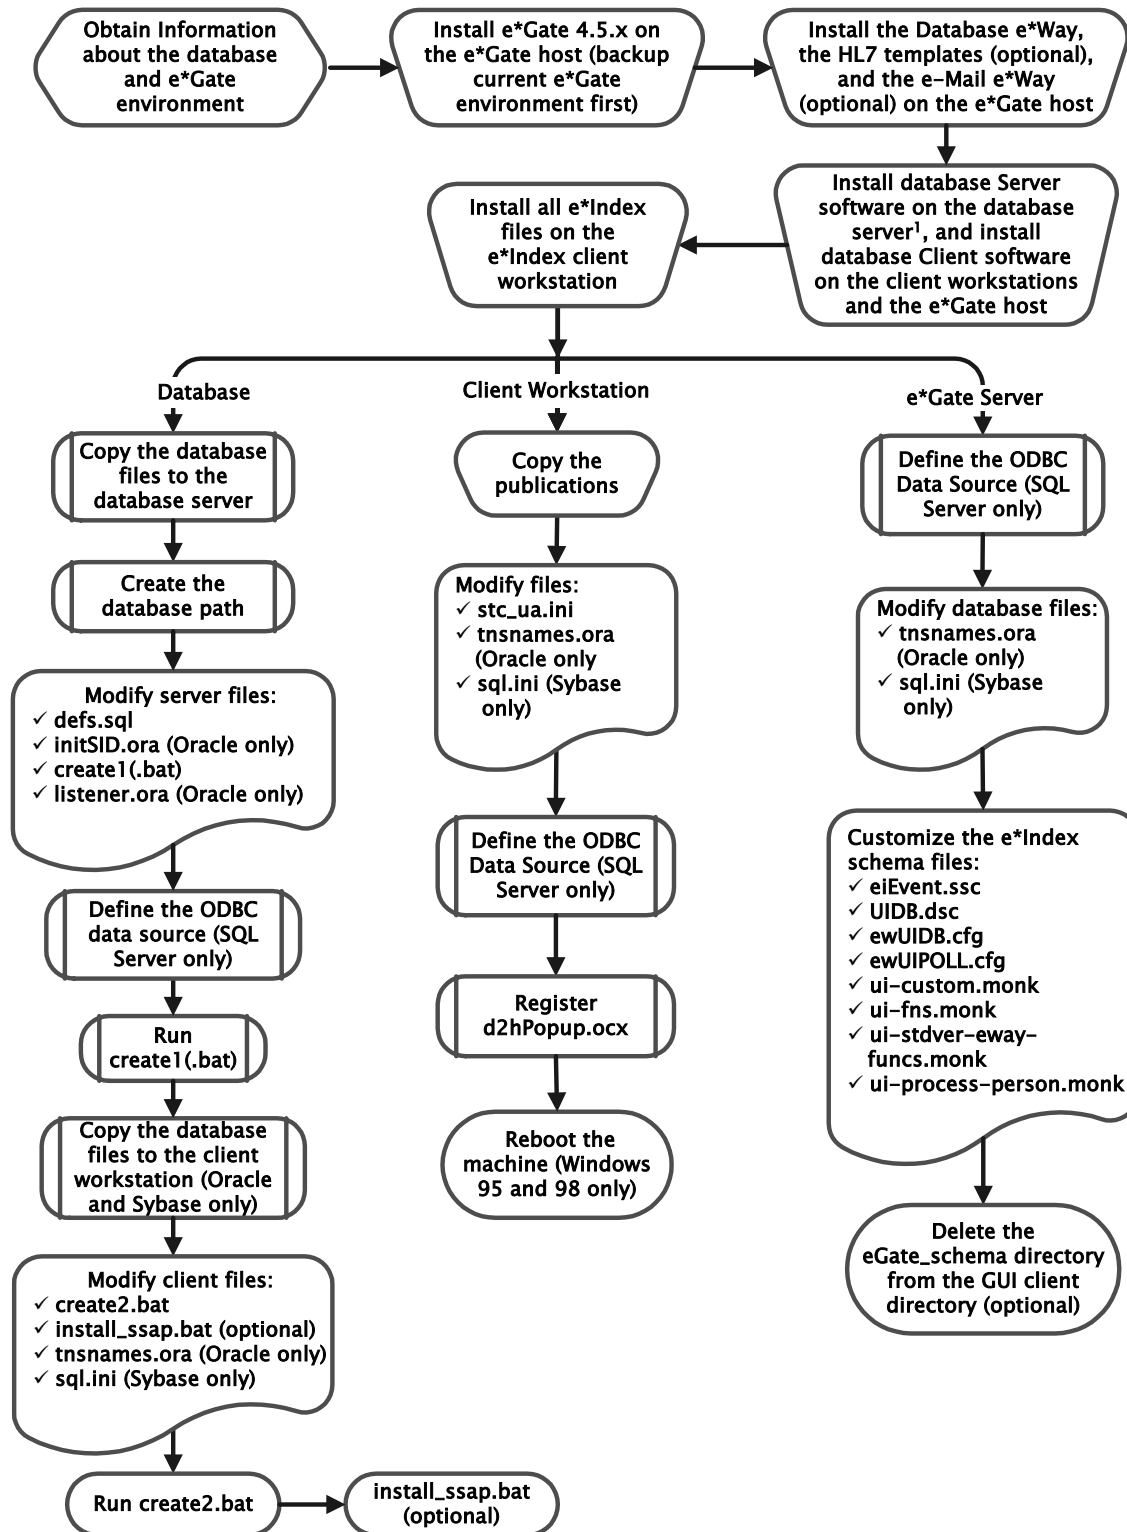 Obtain Information
about the database
and e*Gate
environment
Install e*Gate 4.5.x on
the e*Gate host (backup
current e*Gate
environment first)
Install the Database e*Way,
the HL7 templates (optional),
and the e-Mail e*Way
(optional) on the e*Gate host
Install database Server
software on the database
server¹, and install
database Client software
on the client workstations
and the e*Gate host
Install all e*Index
files on the
e*Index client
workstation
Database
Copy the database
files to the
database server
Create the
database path
Modify server files:
✓ defs.sql
✓ initSID.ora (Oracle only)
✓ create1(.bat)
✓ listener.ora (Oracle only)
Define the ODBC
data source (SQL
Server only)
Run
create1(.bat)
Copy the database
files to the client
workstation (Oracle
and Sybase only)
Modify client files:
✓ create2.bat
✓ install_ssap.bat (optional)
✓ tnsnames.ora (Oracle only)
✓ sql.ini (Sybase only)
Run create2.bat
install_ssap.bat
(optional)
Client Workstation
Copy the
publications
Modify files:
✓ stc_ua.ini
✓ tnsnames.ora
(Oracle only
✓ sql.ini (Sybase
only)
Define the ODBC
Data Source (SQL
Server only)
Register
d2hPopup.ocx
Reboot the
machine (Windows
95 and 98 only)
e*Gate Server
Define the ODBC
Data Source (SQL
Server only)
Modify database files:
✓ tnsnames.ora
(Oracle only)
✓ sql.ini (Sybase
only)
Customize the e*Index
schema files:
✓ eiEvent.ssc
✓ UIDB.dsc
✓ ewUIDB.cfg
✓ ewUIPOLL.cfg
✓ ui-custom.monk
✓ ui-fns.monk
✓ ui-stdver-eway-
funcs.monk
✓ ui-process-person.monk
Delete the
eGate_schema directory
from the GUI client
directory (optional)